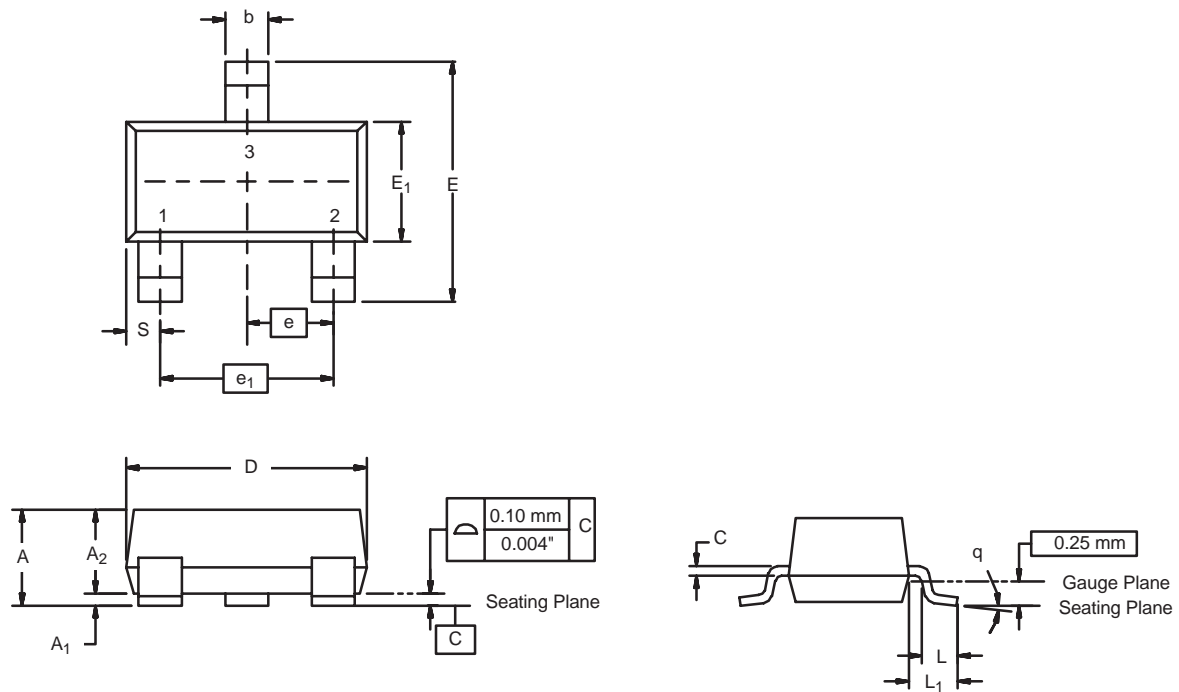 b
3
E1
E
1
2
S
e
e1
D
A
A2
0.10 mm
C
0.004"
Seating Plane
A1
C
C
q
0.25 mm
Gauge Plane
Seating Plane
L
L1